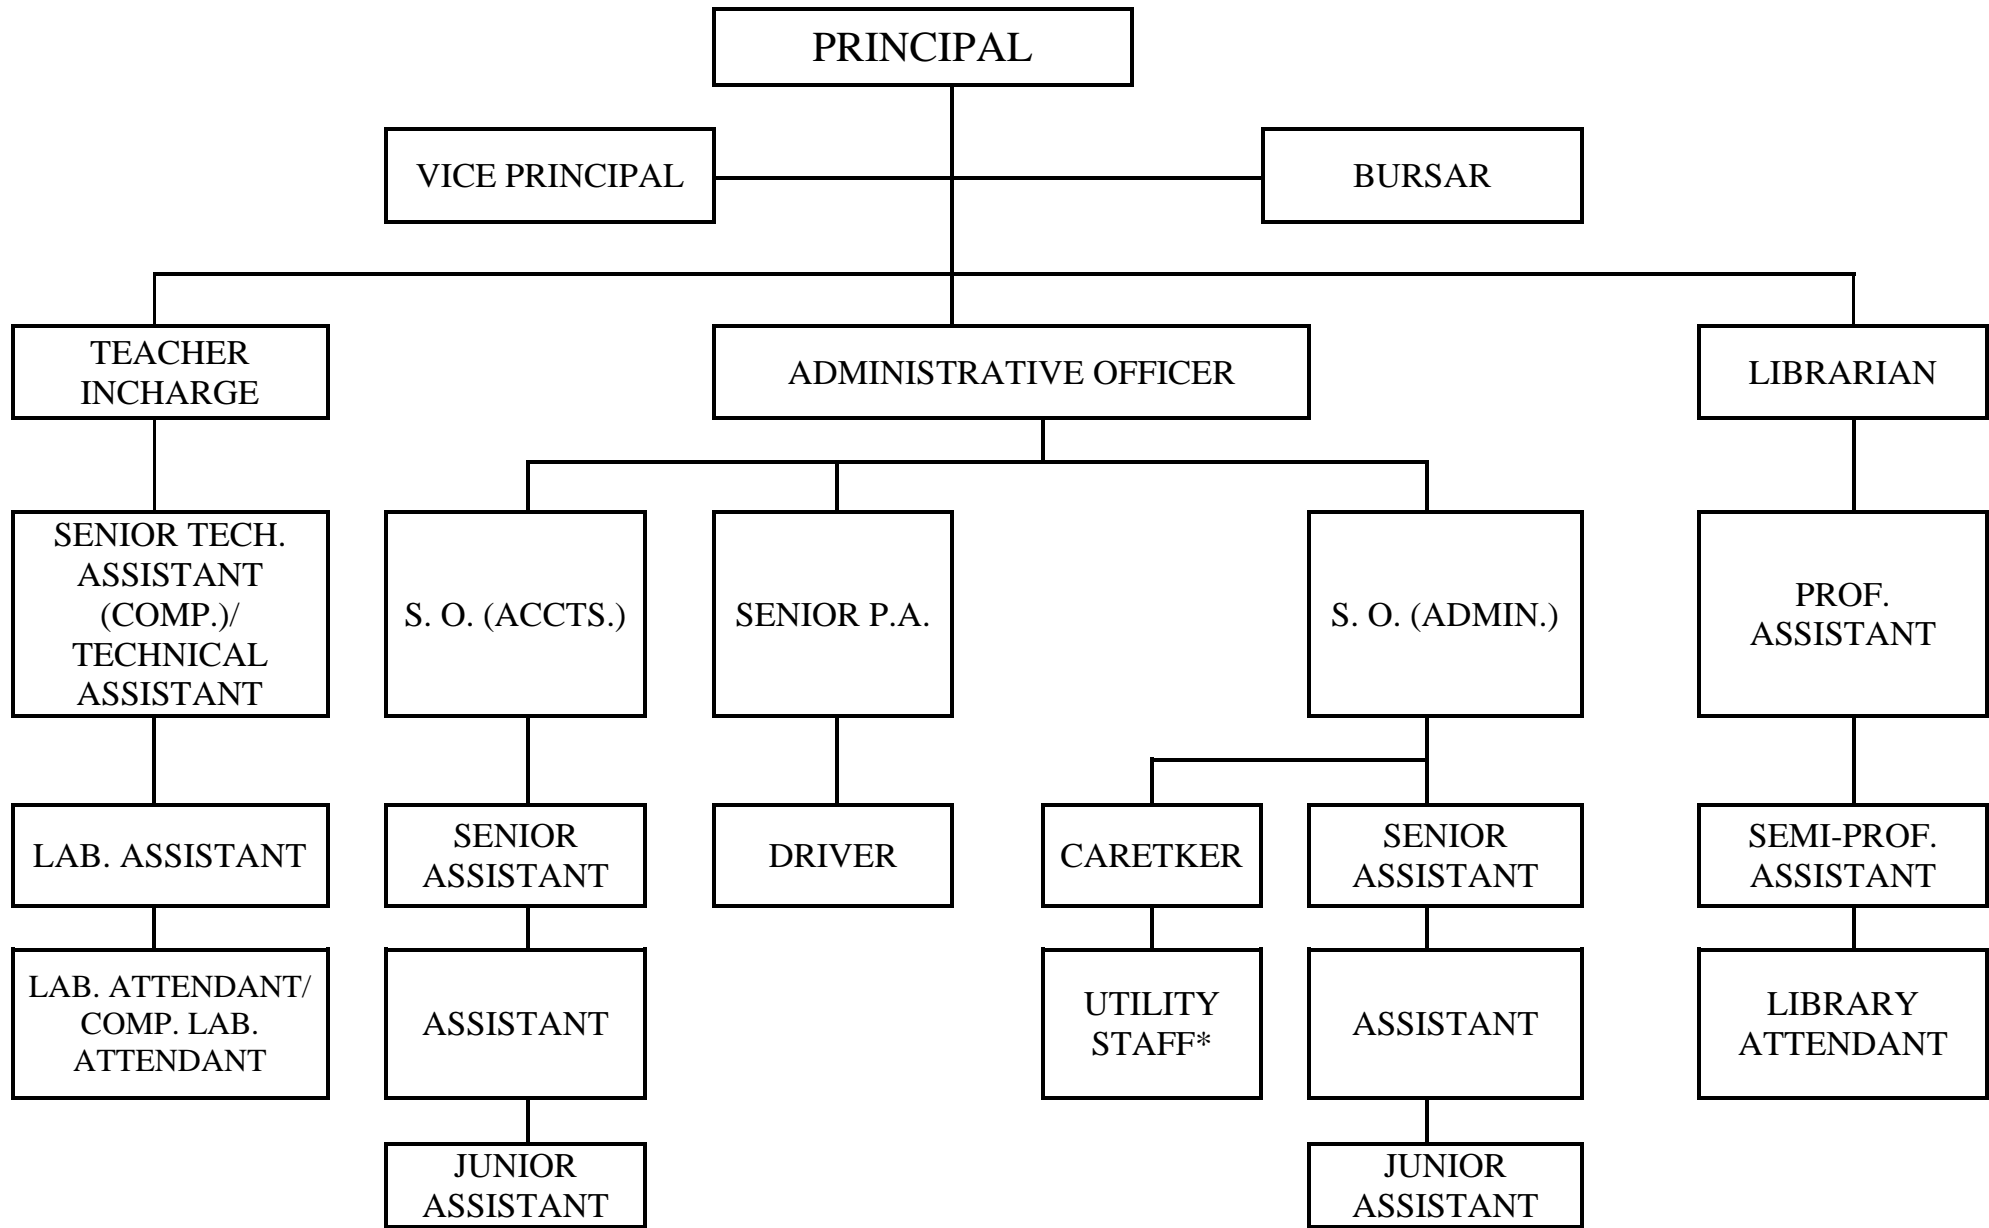 PRINCIPAL
VICE PRINCIPAL
BURSAR
TEACHER
INCHARGE
ADMINISTRATIVE OFFICER
LIBRARIAN
SENIOR TECH.
ASSISTANT
(COMP.)/
TECHNICAL
ASSISTANT
S. O. (ACCTS.)
SENIOR P.A.
S. O. (ADMIN.)
PROF.
ASSISTANT
LAB. ASSISTANT
SENIOR
ASSISTANT
DRIVER
CARETKER
SENIOR
ASSISTANT
SEMI-PROF.
ASSISTANT
LAB. ATTENDANT/
COMP. LAB.
ATTENDANT
ASSISTANT
UTILITY
STAFF*
ASSISTANT
LIBRARY
ATTENDANT
JUNIOR
ASSISTANT
JUNIOR
ASSISTANT